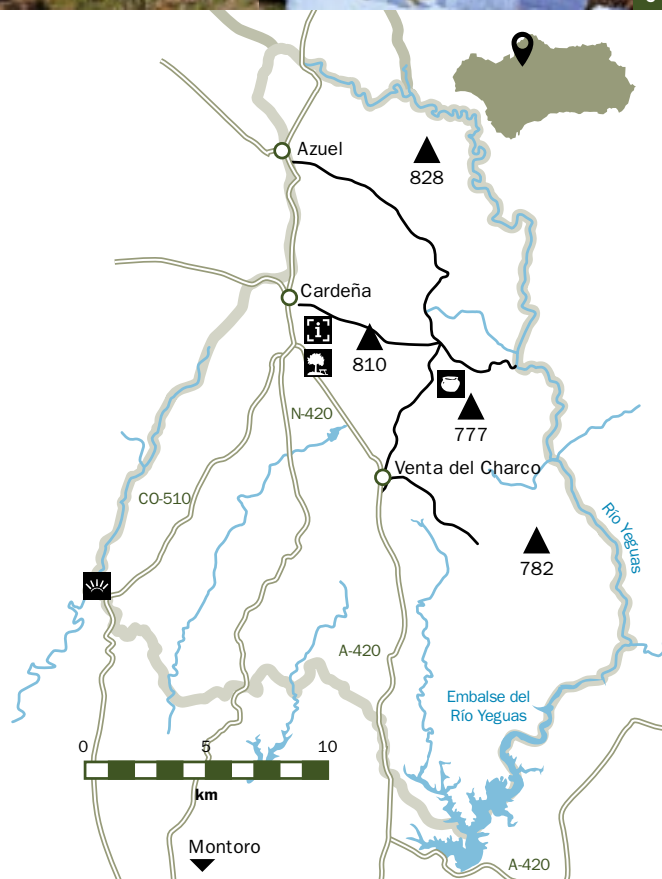 Azuel
828
Cardeña
i
810
777
N-420
Venta del Charco
CO-510
Río Yeguas
782
A-420
Embalse del
Río Yeguas
0 5 10
km
Montoro
A-420